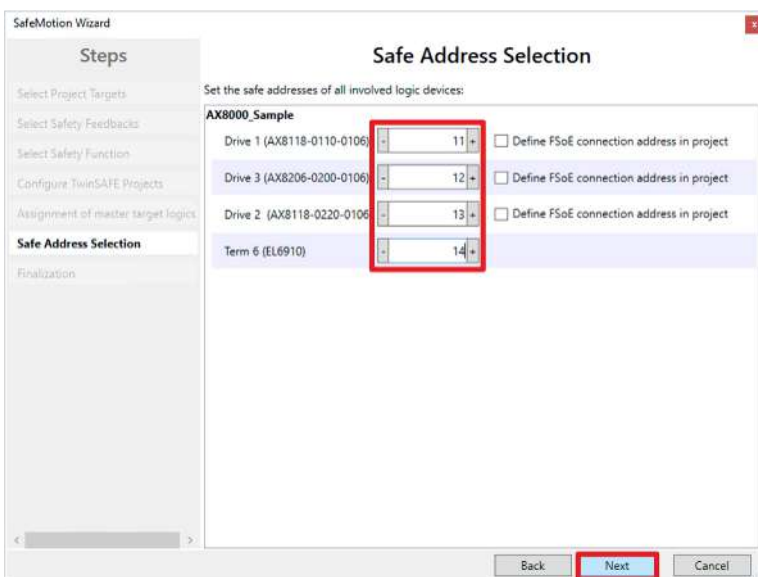 SafeMotion Wizard
x
Steps
Select Project Targets
Select Safety Feedbacks
Select Safety Function
Configure TwinSAFE Projects
Assignment of master target logics
Safe Address Selection
Finalization
Safe Address Selection
Set the safe addresses of all involved logic devices:
AX8000_Sample
Drive 1 (AX8118-0110-0106) - 11 + Define FSoE connection address in project
Drive 3 (AX8206-0200-0106) - 12 + Define FSoE connection address in project
Drive 2 (AX8118-0220-0106 - 13 + Define FSoE connection address in project
Term 6 (EL6910) - 14 +
< >
Back Next Cancel